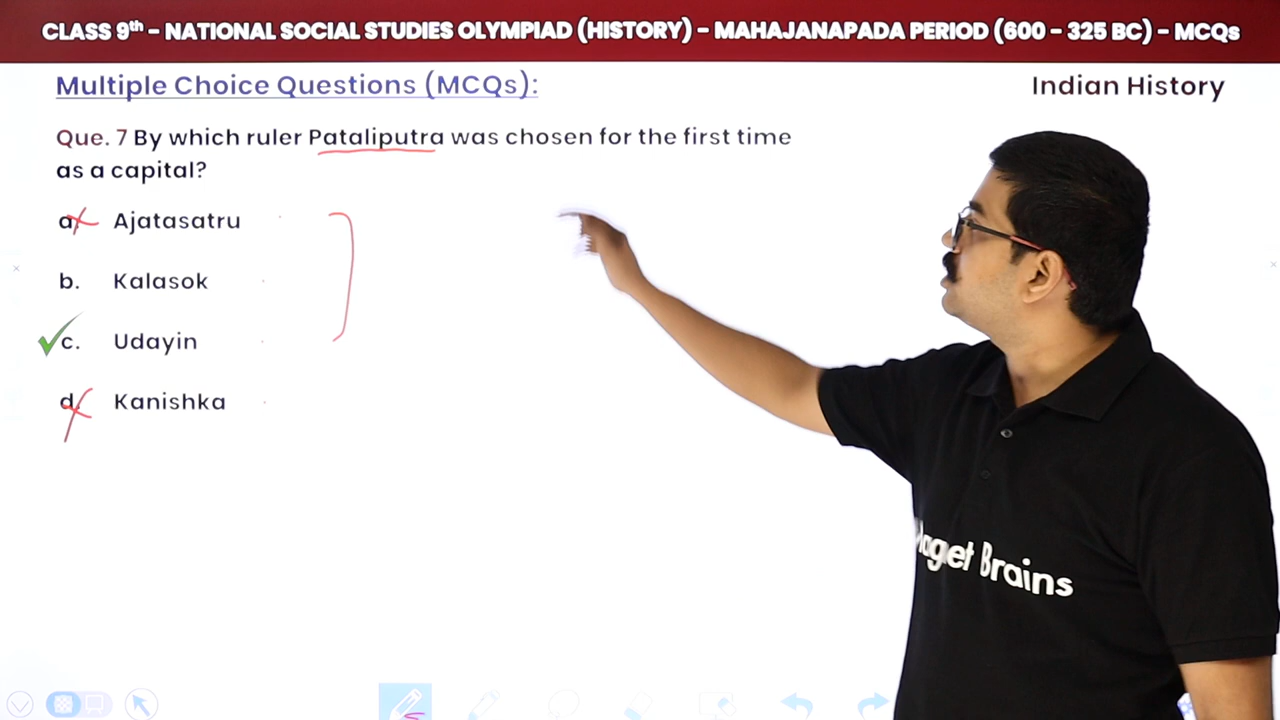 CLASS 9th - NATIONAL SOCIAL STUDIES OLYMPIAD (HISTORY) - MAHAJANAPADA PERIOD (600 - 325 BC) - MCQs
Multiple Choice Questions (MCQs):
Indian History
Que. 7 By which ruler Pataliputra was chosen for the first time
as a capital?
a. Ajatasatru
b. Kalasok
c. Udayin
d. Kanishka
Brains